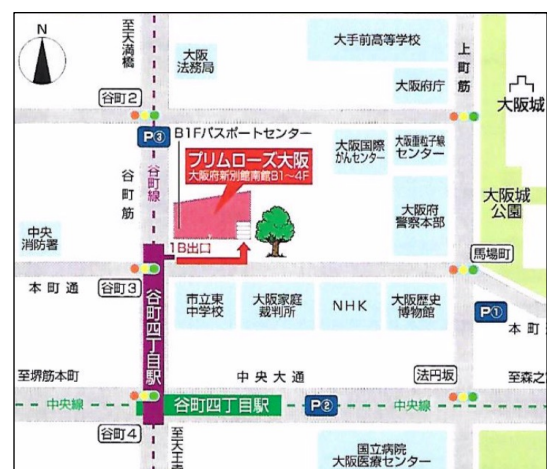 N
至天満橋
大阪
法務局
大手前高等学校
上町筋
大阪府庁
大阪城
谷町2
P③
B1Fパスポートセンター
プリムローズ大阪
大阪府新別館南館B1～4F
大阪国際
がんセンター
大阪重粒子線
センター
谷町筋
谷町線
大阪府
警察本部
大阪城
公園
中央
消防署
1B出口
馬場町
本町通
谷町3
谷町四丁目駅
市立東
中学校
大阪家庭
裁判所
NHK
大阪歴史
博物館
P①
本町
至堺筋本町
中央大通
法円坂
至森之
中央線
谷町四丁目駅
P②
中央線
谷町4
至天王寺
国立病院
大阪医療センター